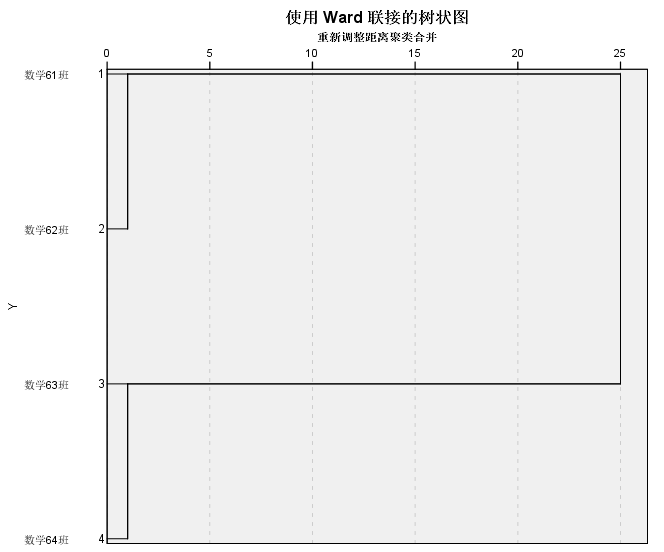 使用 Ward 联接的树状图
重新调整距离聚类合并
0 5 10 15 20 25
数学61班 1
数学62班 2
Y
数学63班 3
数学64班 4